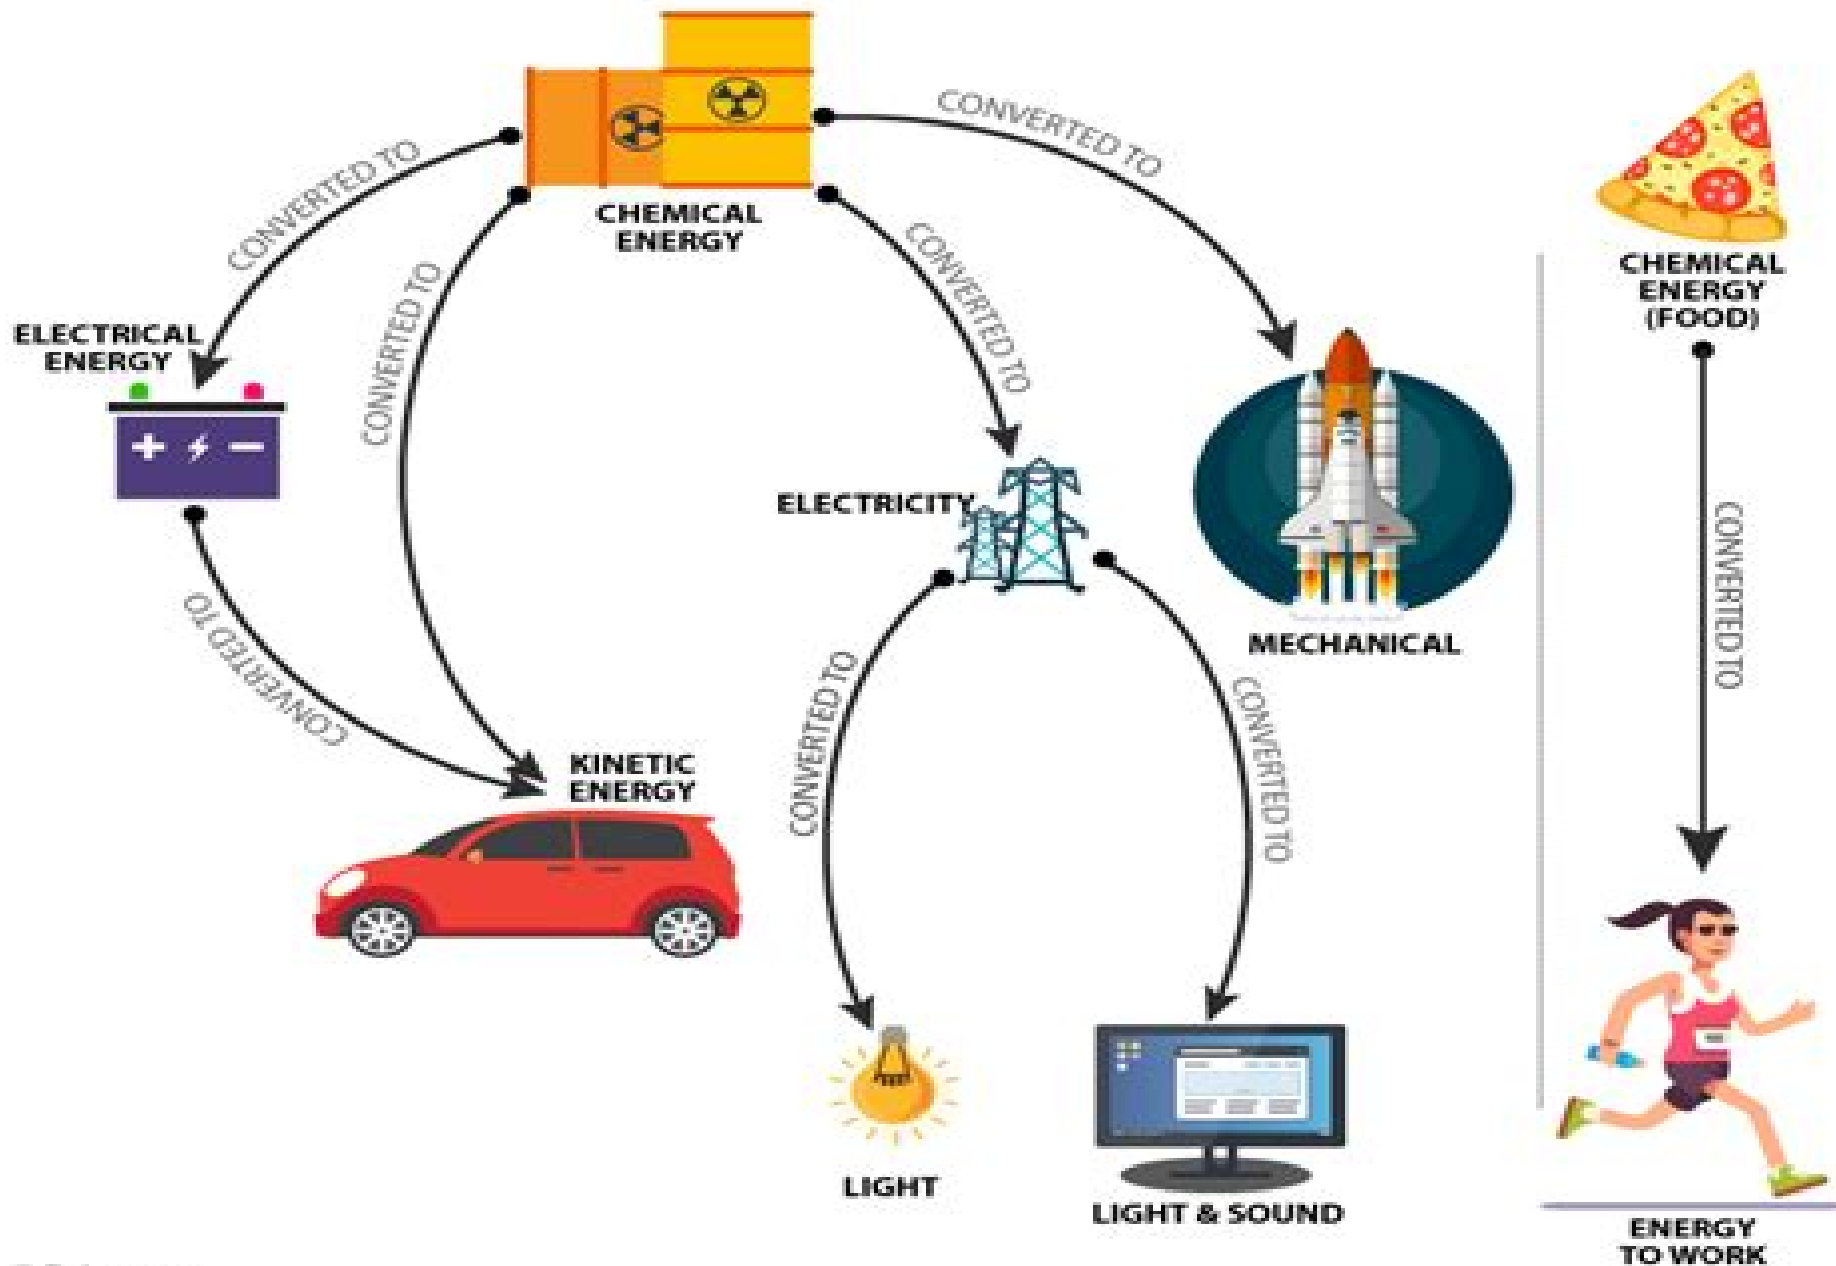 CONVERTED TO
CONVERTED TO
CHEMICAL
ENERGY
CHEMICAL
ENERGY
(FOOD)
CONVERTED TO
CONVERTED TO
ELECTRICAL
ENERGY
+ −
ELECTRICITY
CONVERTED TO
MECHANICAL
CONVERTED TO
CONVERTED TO
CONVERTED TO
KINETIC
ENERGY
LIGHT
LIGHT & SOUND
ENERGY
TO WORK